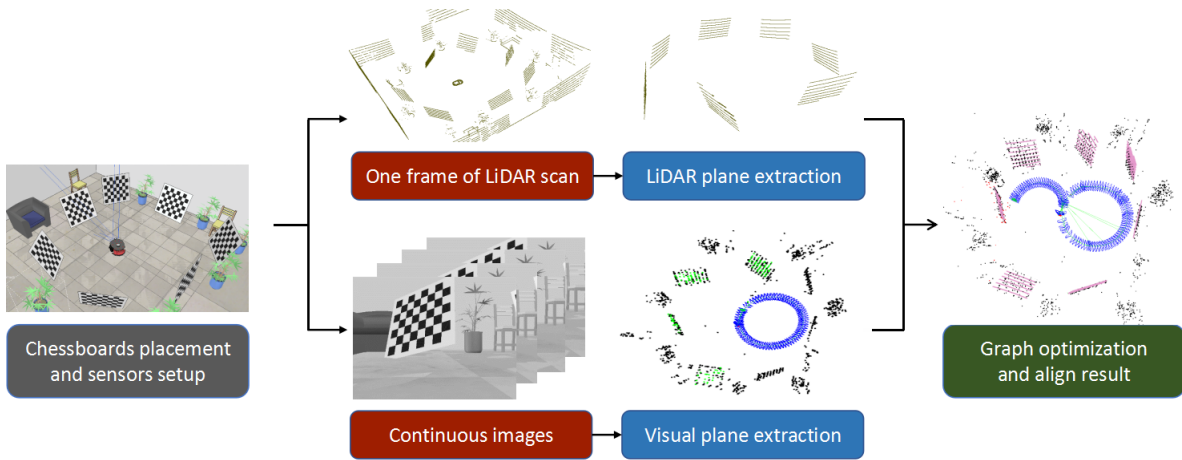 One frame of LiDAR scan
LiDAR plane extraction
Chessboards placement
and sensors setup
Continuous images
Visual plane extraction
Graph optimization
and align result